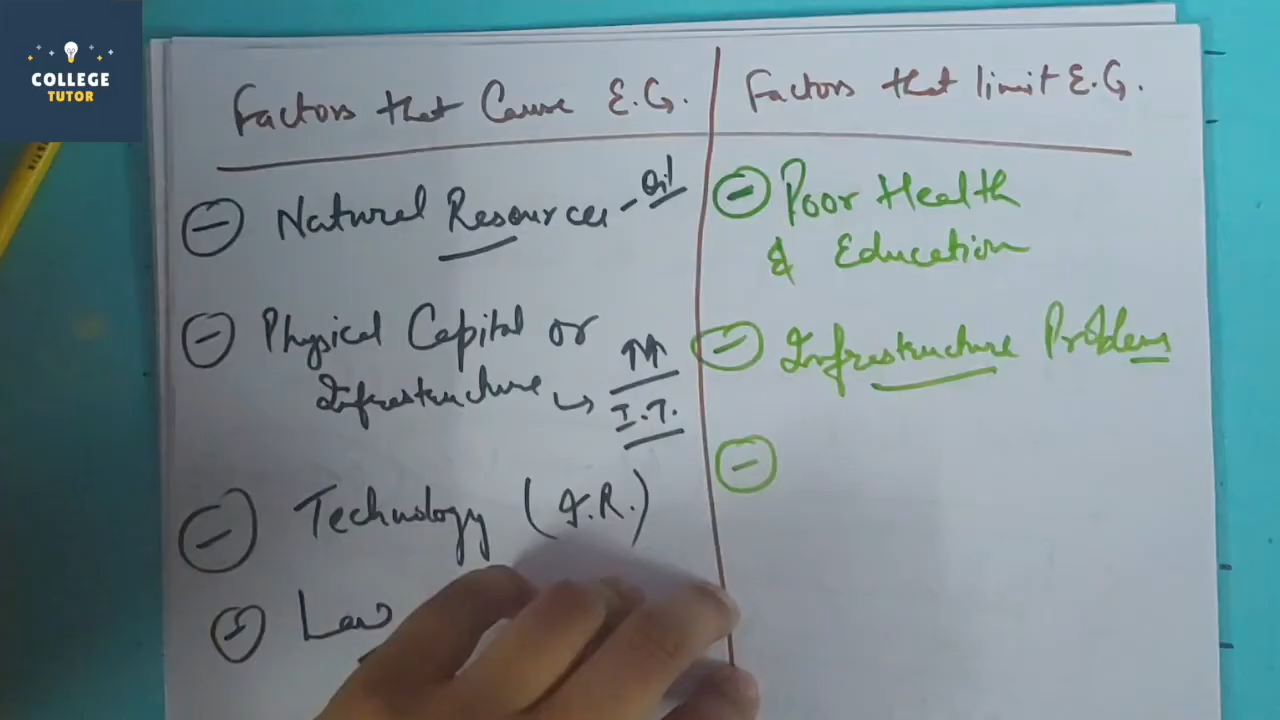 COLLEGE
TUTOR
Factors that Cause E.G.
Natural Resources - Oil
Physical Capital or
Infrastructure → ↑↑
I.T.
Technology (I.R.)
Law
Factors that limit E.G.
Poor Health
& Education
Infrastructure Problems